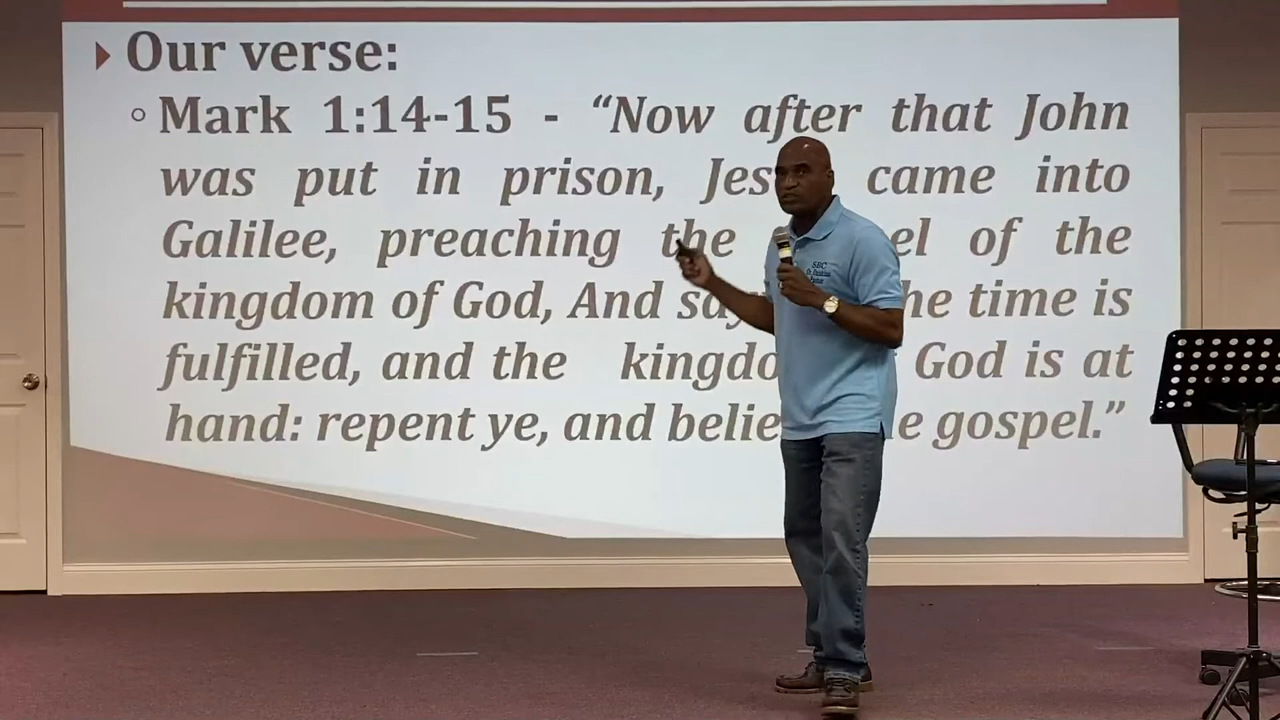 Our verse:
Mark 1:14-15 - “Now after that John
was put in prison, Jes came into
Galilee, preaching the el of the
kingdom of God, And say he time is
fulfilled, and the kingdo God is at
hand: repent ye, and belie e gospel.”
SBC